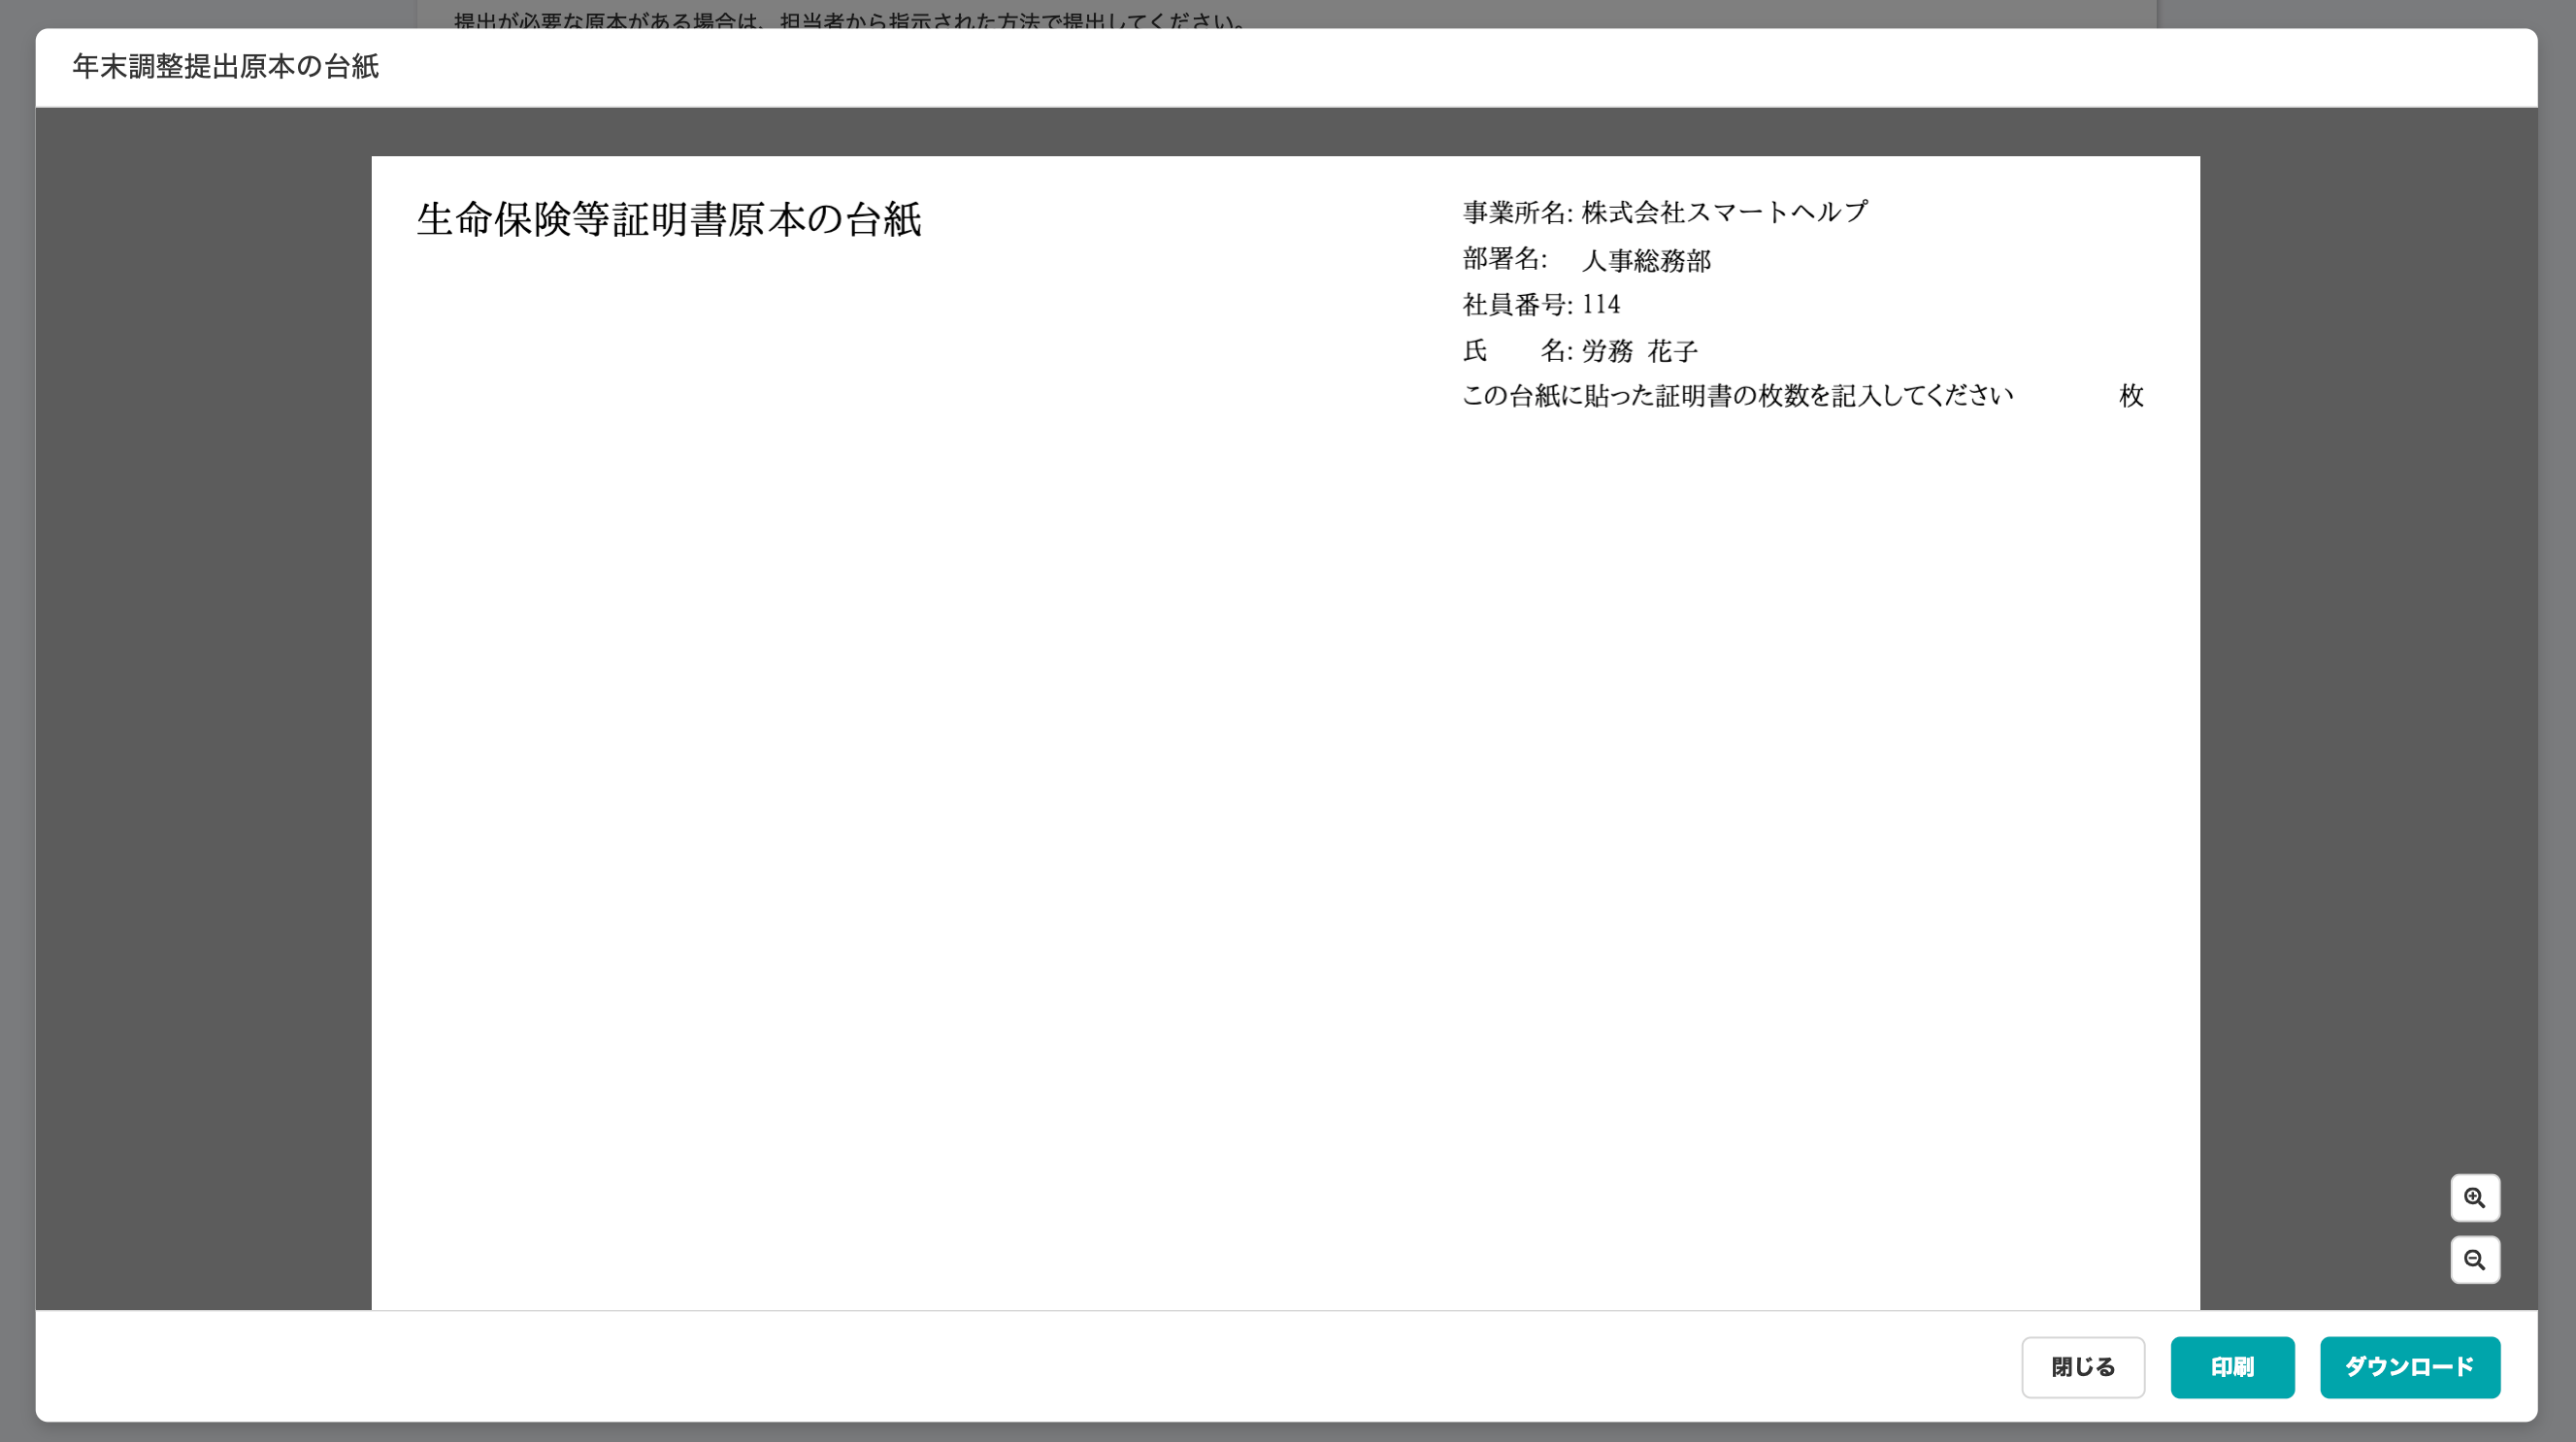 提出が必要な原本がある場合は、担当者から指示された方法で提出してください。
年末調整提出原本の台紙
生命保険等証明書原本の台紙
事業所名: 株式会社スマートヘルプ
部署名: 人事総務部
社員番号: 114
氏　　名: 労務 花子
この台紙に貼った証明書の枚数を記入してください　　　　枚
閉じる
印刷
ダウンロード